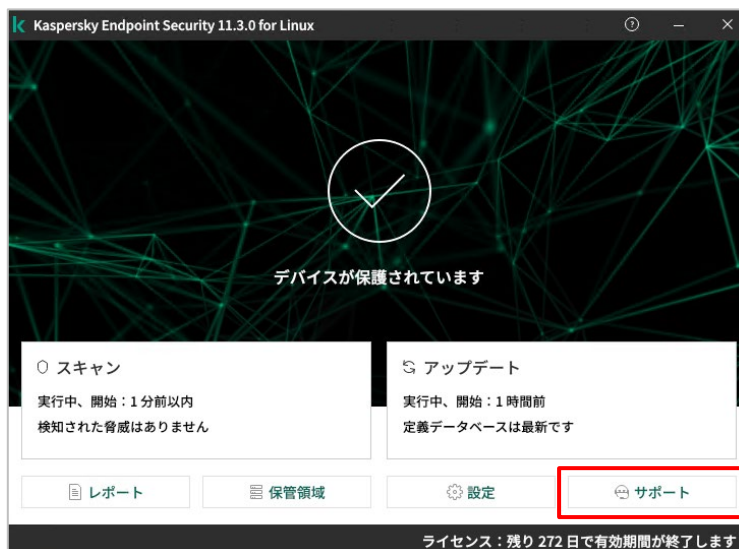 Kaspersky Endpoint Security 11.3.0 for Linux
デバイスが保護されています
スキャン
実行中、開始：1 分前以内
検知された脅威はありません
アップデート
実行中、開始：1 時間前
定義データベースは最新です
レポート
保管領域
設定
サポート
ライセンス：残り 272 日で有効期間が終了します